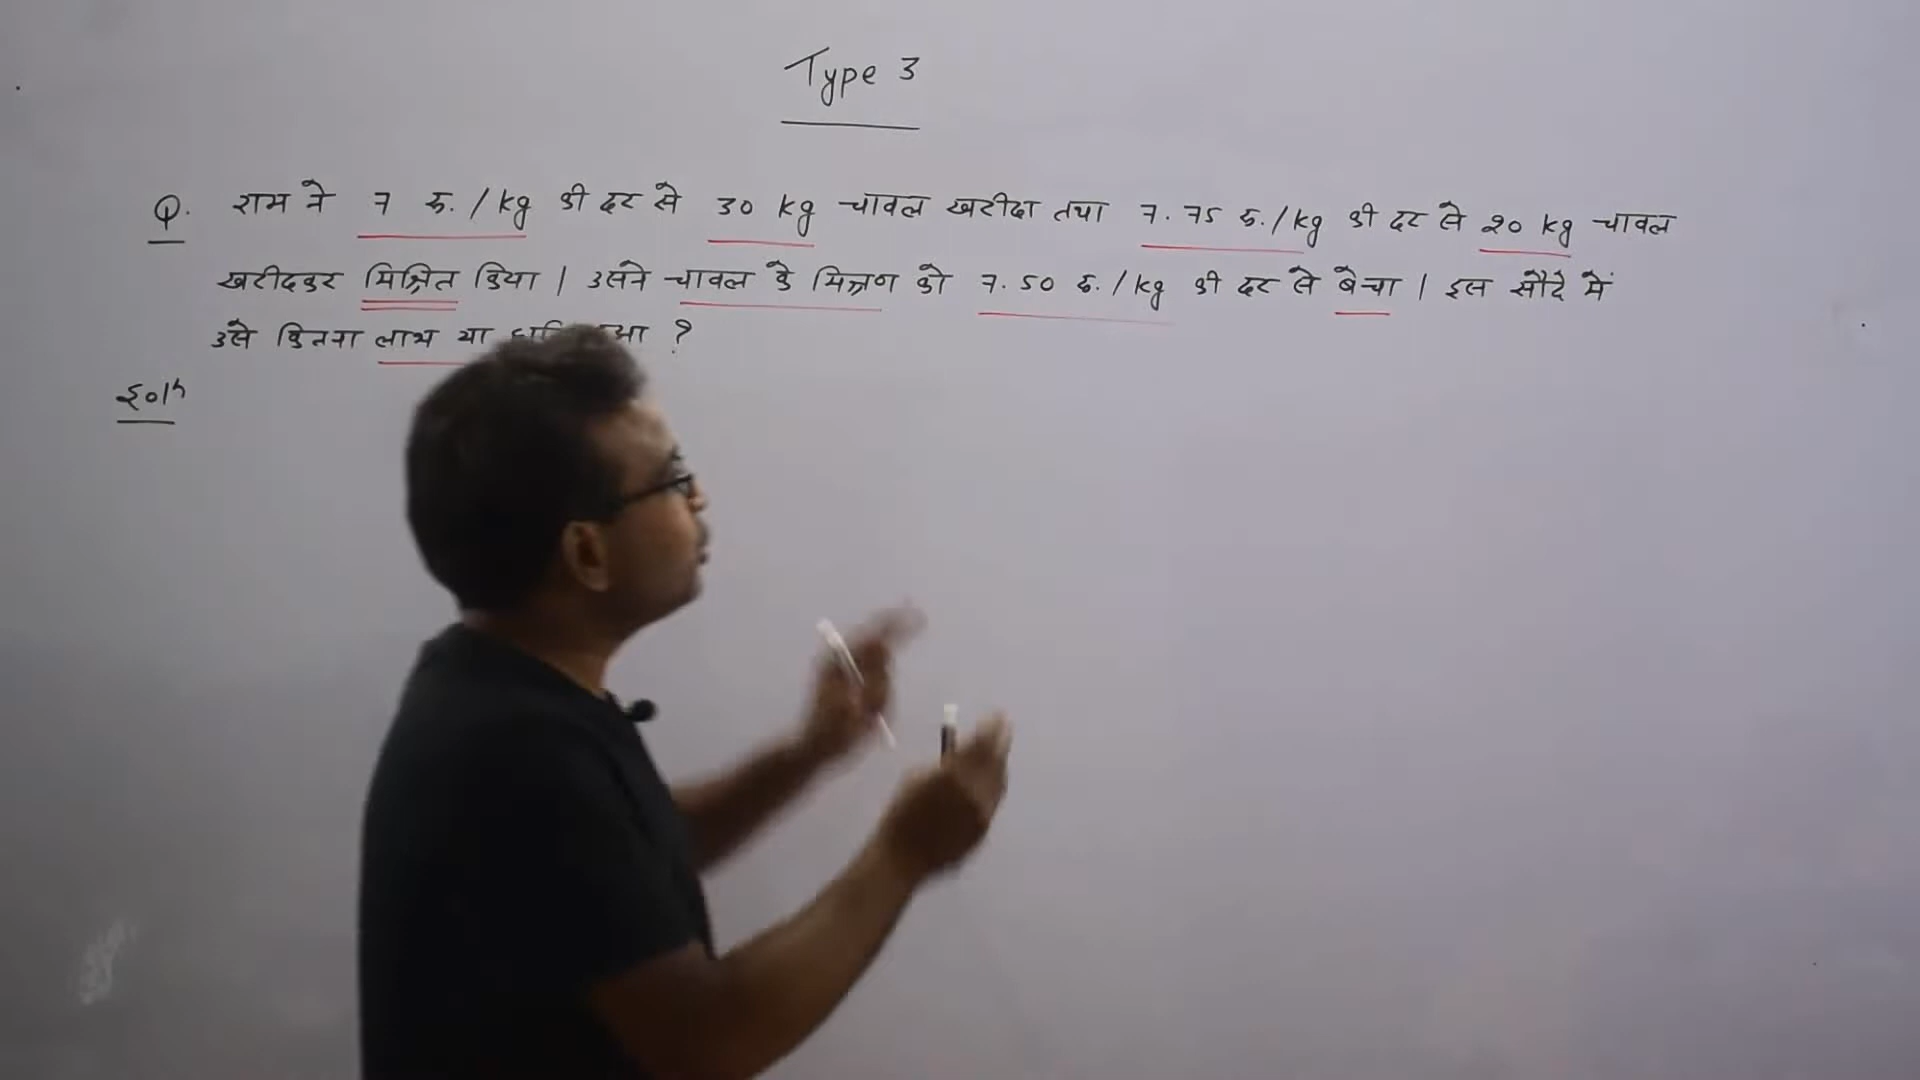 Type 3
Q. राम ने 7 रु./kg की दर से 30 kg चावल खरीदा तथा 7.75 रु./kg की दर से 20 kg चावल
खरीदकर मिश्रित किया | उसने चावल के मिश्रण को 7.50 रु./kg की दर से बेचा | इस सौदे में
उसे कितना लाभ या ?
Solⁿ